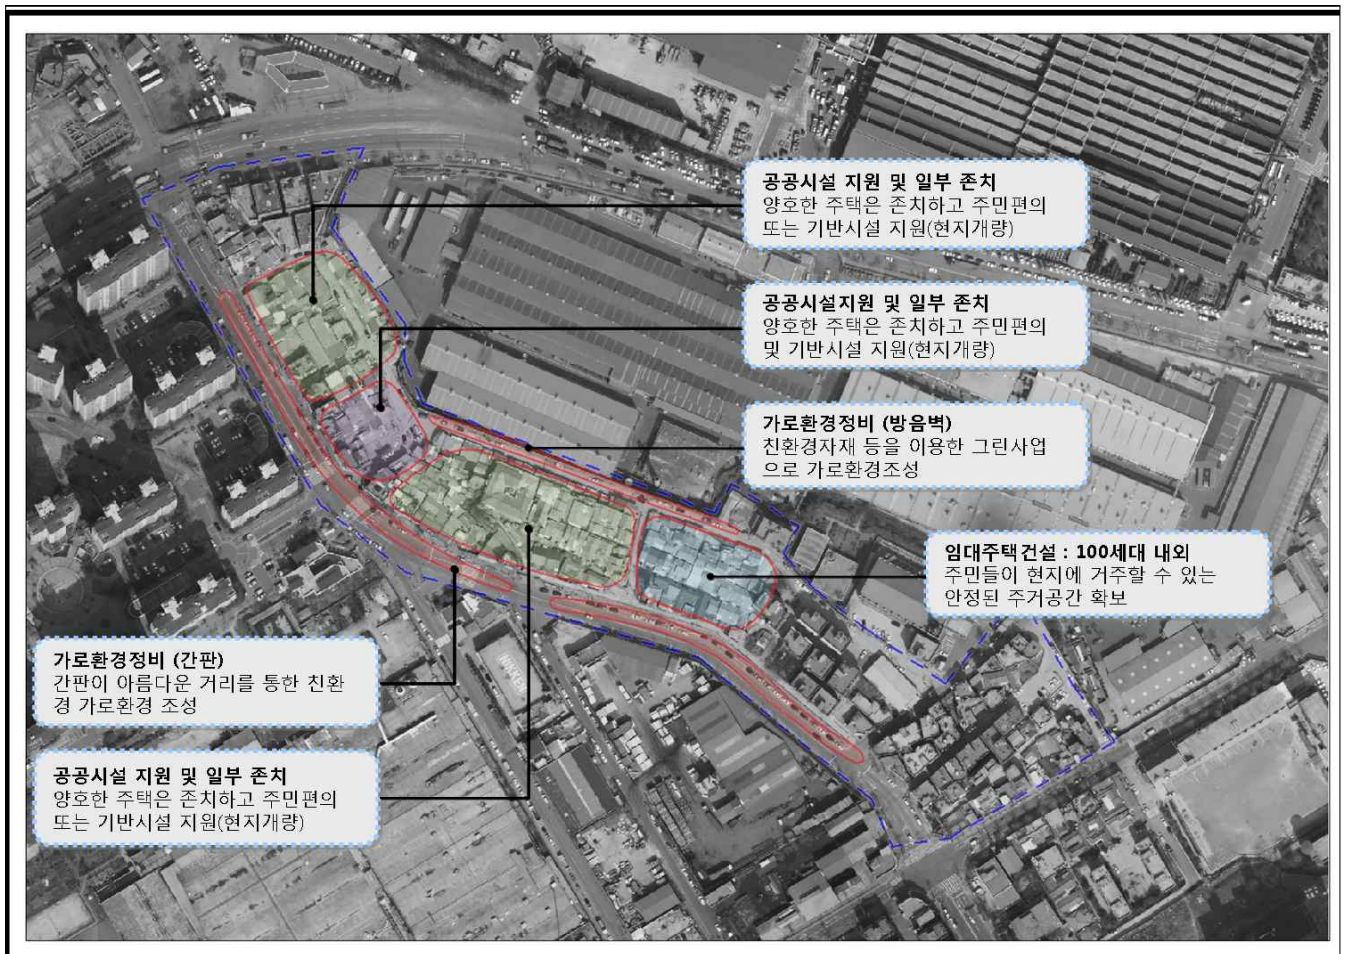 공공시설 지원 및 일부 존치
양호한 주택은 존치하고 주민편의
또는 기반시설 지원(현지개량)
공공시설지원 및 일부 존치
양호한 주택은 존치하고 주민편의
및 기반시설 지원(현지개량)
가로환경정비 (방음벽)
친환경자재 등을 이용한 그린사업
으로 가로환경조성
임대주택건설 : 100세대 내외
주민들이 현지에 거주할 수 있는
안정된 주거공간 확보
가로환경정비 (간판)
간판이 아름다운 거리를 통한 친환
경 가로환경 조성
공공시설 지원 및 일부 존치
양호한 주택은 존치하고 주민편의
또는 기반시설 지원(현지개량)